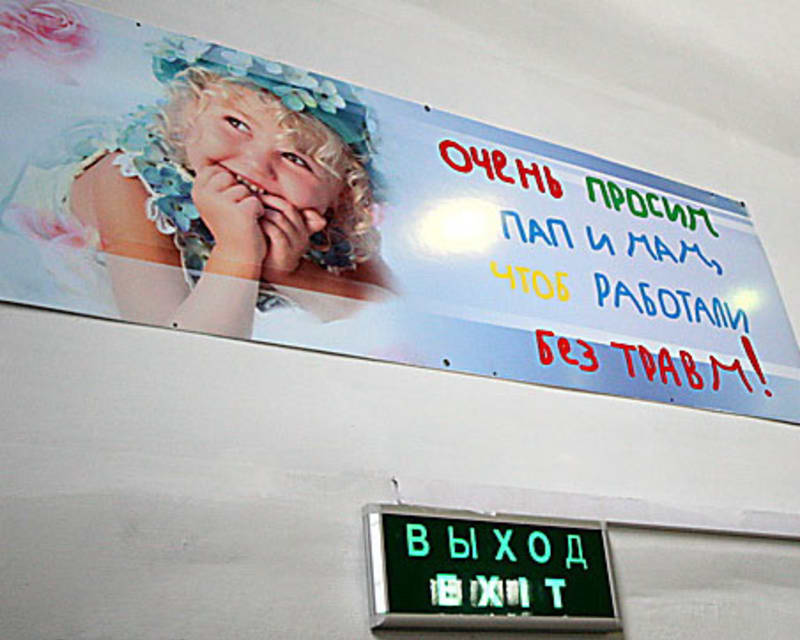 ОЧЕНЬ ПРОСИМ
ПАП И МАМ,
ЧТОБ РАБОТАЛИ
БЕЗ ТРАВМ!
ВЫХОД
EXIT